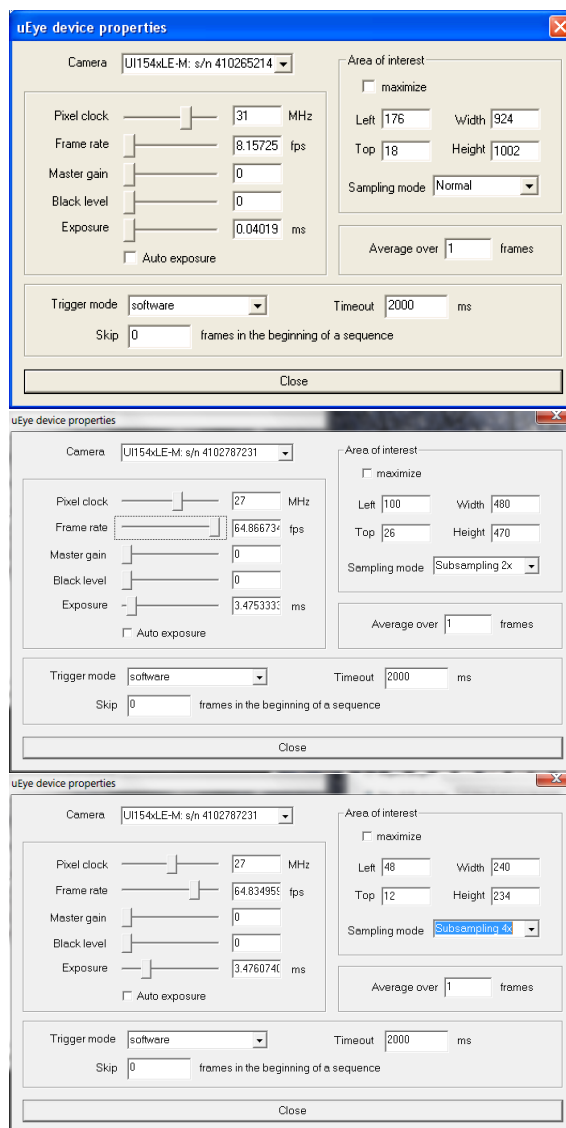 uEye device properties
Camera UI154xLE-M: s/n 410265214
Area of interest
maximize
Pixel clock 31 MHz
Left 176 Width 924
Frame rate 8.15725 fps
Top 18 Height 1002
Master gain 0
Sampling mode Normal
Black level 0
Exposure 0.04019 ms
Average over 1 frames
Auto exposure
Trigger mode software Timeout 2000 ms
Skip 0 frames in the beginning of a sequence
Close
uEye device properties
Camera UI154xLE-M: s/n 4102787231
Area of interest
maximize
Pixel clock 27 MHz
Left 100 Width 480
Frame rate 64.866734 fps
Top 26 Height 470
Master gain 0
Sampling mode Subsampling 2x
Black level 0
Exposure 3.4753333 ms
Average over 1 frames
Auto exposure
Trigger mode software Timeout 2000 ms
Skip 0 frames in the beginning of a sequence
Close
uEye device properties
Camera UI154xLE-M: s/n 4102787231
Area of interest
maximize
Pixel clock 27 MHz
Left 48 Width 240
Frame rate 64.834959 fps
Top 12 Height 234
Master gain 0
Sampling mode Subsampling 4x
Black level 0
Exposure 3.4760740 ms
Average over 1 frames
Auto exposure
Trigger mode software Timeout 2000 ms
Skip 0 frames in the beginning of a sequence
Close